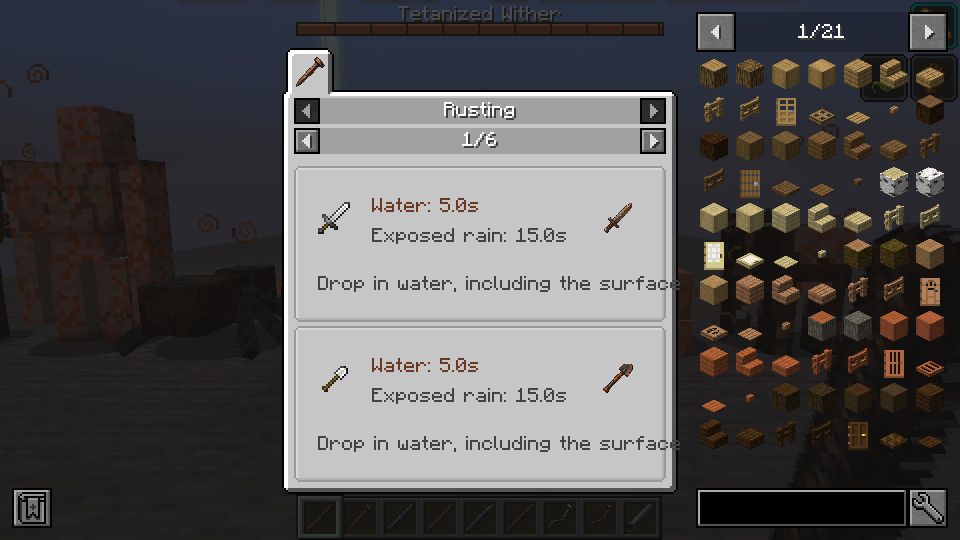 Tetanized Wither
1/21
Rusting
1/6
Water: 5.0s
Exposed rain: 15.0s
Drop in water, including the surface
Water: 5.0s
Exposed rain: 15.0s
Drop in water, including the surface